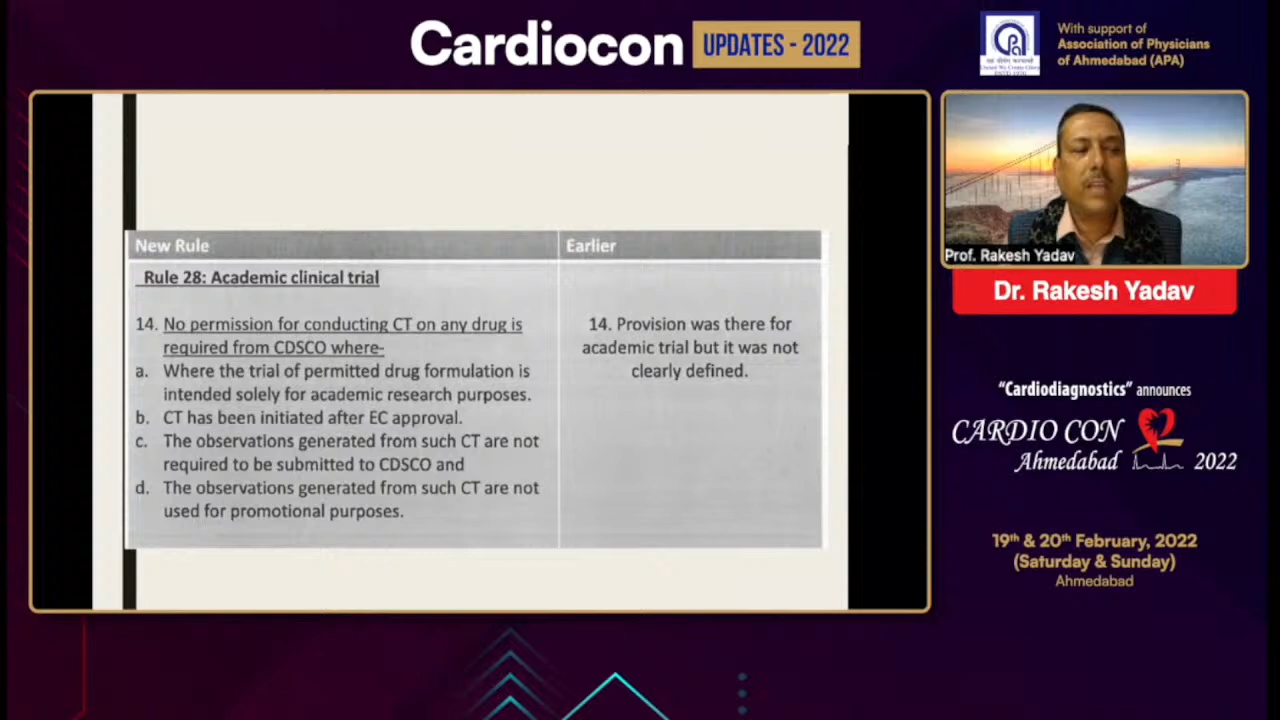 Cardiocon UPDATES - 2022
With support of
Association of Physicians
of Ahmedabad (APA)
New Rule
Earlier
Rule 28: Academic clinical trial
14. No permission for conducting CT on any drug is
required from CDSCO where-
a. Where the trial of permitted drug formulation is
intended solely for academic research purposes.
b. CT has been initiated after EC approval.
c. The observations generated from such CT are not
required to be submitted to CDSCO and
d. The observations generated from such CT are not
used for promotional purposes.
14. Provision was there for
academic trial but it was not
clearly defined.
Prof. Rakesh Yadav
Dr. Rakesh Yadav
“Cardiodiagnostics” announces
CARDIO CON
Ahmedabad 2022
19th & 20th February, 2022
(Saturday & Sunday)
Ahmedabad